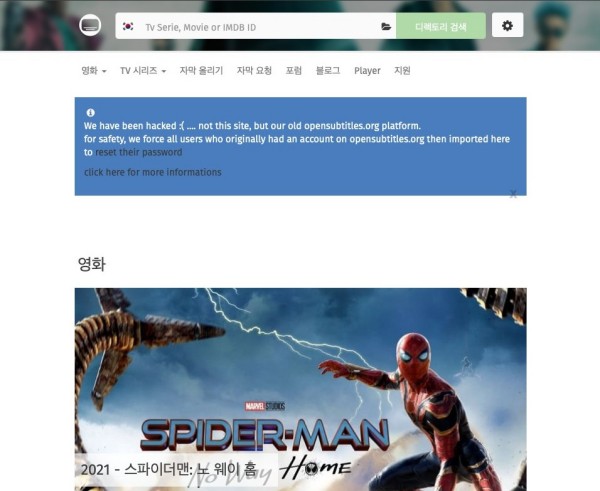 Tv Serie, Movie or IMDB ID 디렉토리 검색
영화 TV 시리즈 자막 올리기 자막 요청 포럼 블로그 Player 지원
We have been hacked :( .... not this site, but our old opensubtitles.org platform.
for safety, we force all users who originally had an account on opensubtitles.org then imported here
to reset their password
click here for more informations
X
영화
MARVEL STUDIOS
SPIDER-MAN
No Way HOME
2021 - 스파이더맨: 노 웨이 홈